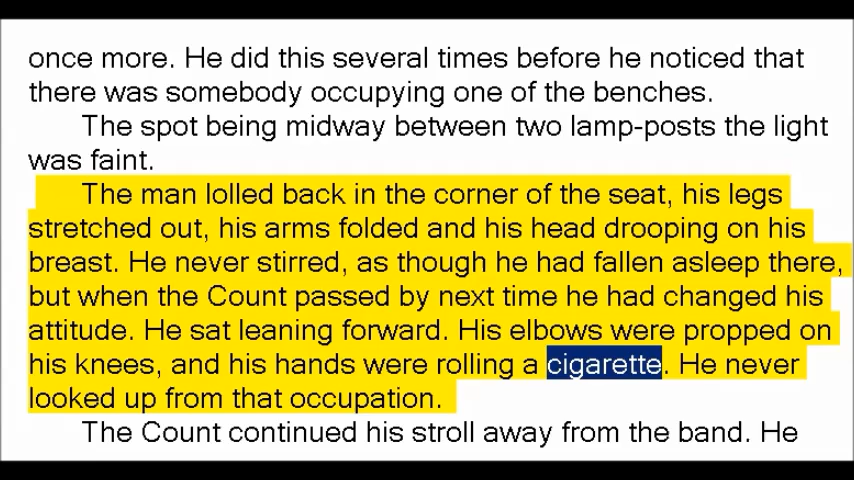 once more. He did this several times before he noticed that
there was somebody occupying one of the benches.
The spot being midway between two lamp-posts the light
was faint.
The man lolled back in the corner of the seat, his legs
stretched out, his arms folded and his head drooping on his
breast. He never stirred, as though he had fallen asleep there,
but when the Count passed by next time he had changed his
attitude. He sat leaning forward. His elbows were propped on
his knees, and his hands were rolling a cigarette. He never
looked up from that occupation.
The Count continued his stroll away from the band. He